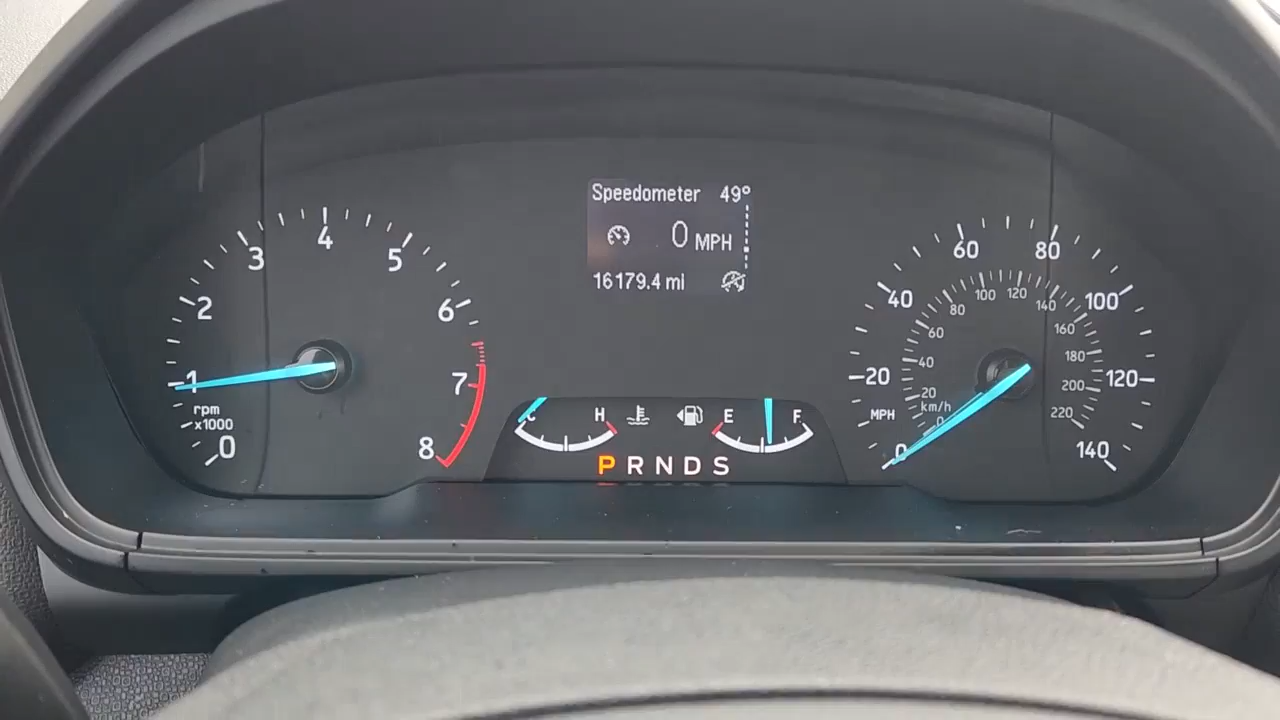 Speedometer 49°
0 MPH
16179.4 mi
0 1 2 3 4 5 6 7 8
rpm
x1000
C H
E F
P R N D S
0 20 40 60 80 100 120 140
MPH
0 20 40 60 80 100 120 140 160 180 200 220
km/h